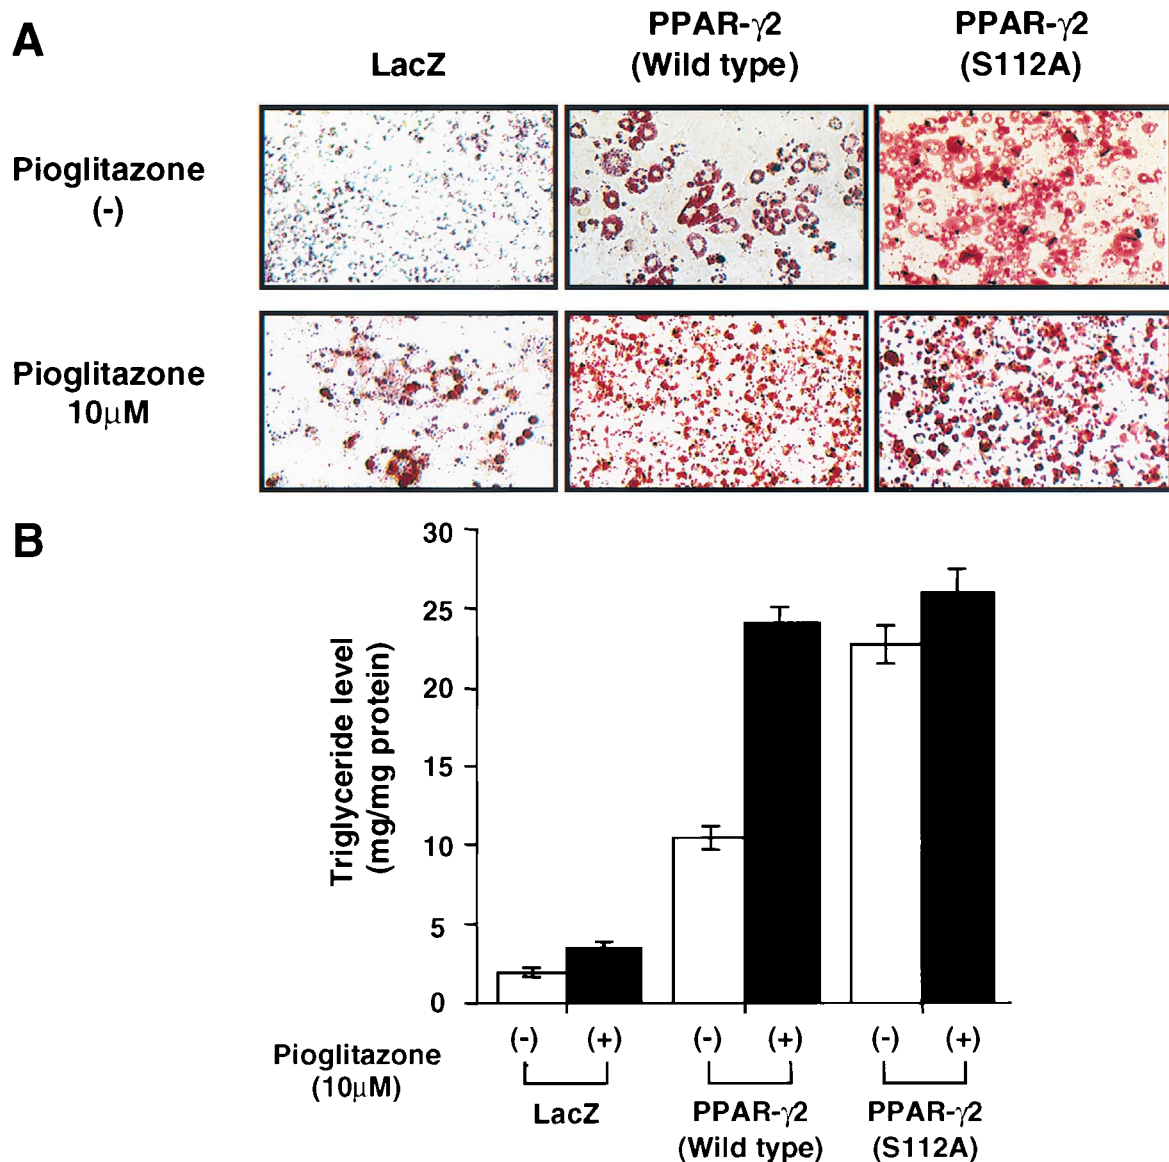 A
LacZ
PPAR-γ2
(Wild type)
PPAR-γ2
(S112A)
Pioglitazone
(-)
Pioglitazone
10μM
B
Triglyceride level
(mg/mg protein)
30
25
20
15
10
5
0
Pioglitazone
(10μM)
(-)
(+)
(-)
(+)
(-)
(+)
LacZ
PPAR-γ2
(Wild type)
PPAR-γ2
(S112A)